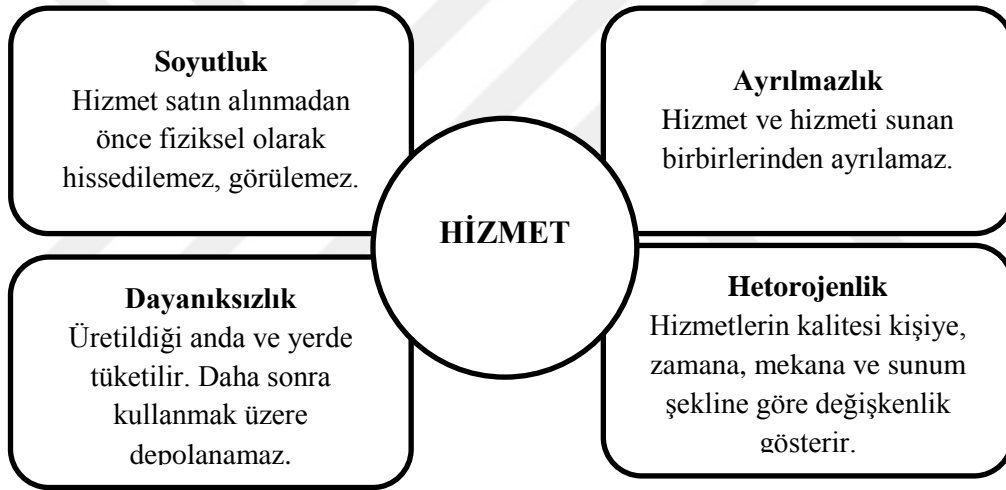 Soyutluk
Hizmet satın alınmadan
önce fiziksel olarak
hissedilemez, görülemez.
Ayrılmazlık
Hizmet ve hizmeti sunan
birbirlerinden ayrılamaz.
HİZMET
Dayanıksızlık
Üretildiği anda ve yerde
tüketilir. Daha sonra
kullanmak üzere
depolanamaz.
Hetorojenlik
Hizmetlerin kalitesi kişiye,
zamana, mekana ve sunum
şekline göre değişkenlik
gösterir.